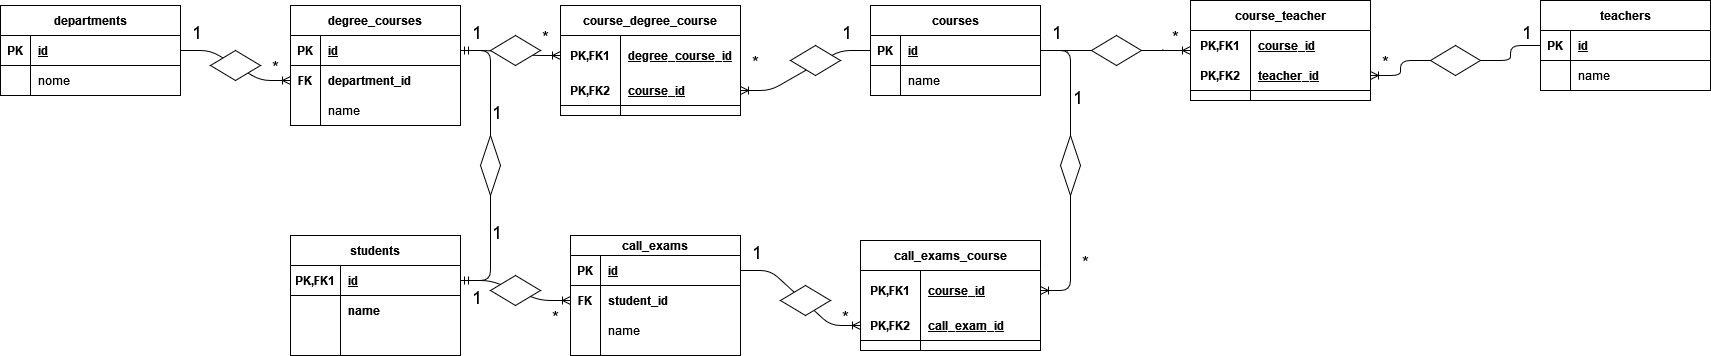 departments
PK id
nome
1
*
degree_courses
PK id
FK department_id
name
1
*
1
1
course_degree_course
PK,FK1 degree_course_id
PK,FK2 course_id
*
1
courses
PK id
name
1
*
1
*
course_teacher
PK,FK1 course_id
PK,FK2 teacher_id
*
1
teachers
PK id
name
students
PK,FK1 id
name
1
*
call_exams
PK id
FK student_id
name
1
*
call_exams_course
PK,FK1 course_id
PK,FK2 call_exam_id